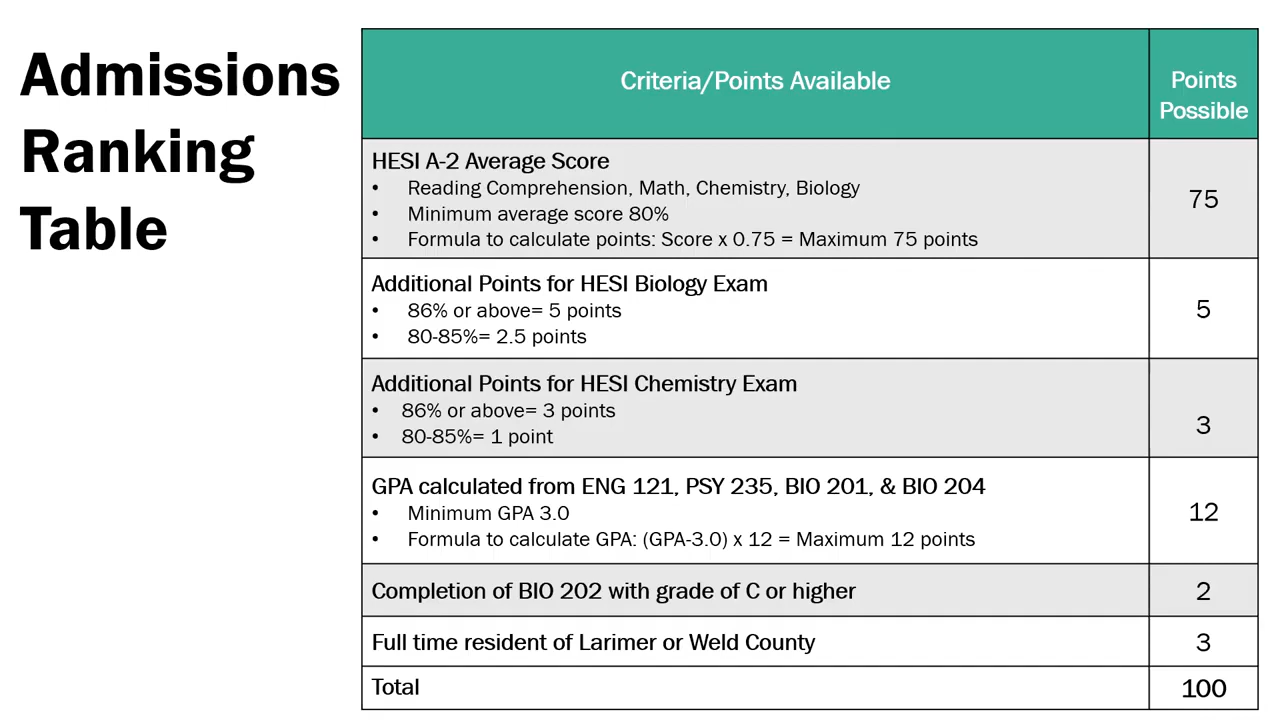 Admissions
Ranking
Table
Criteria/Points Available
Points
Possible
HESI A-2 Average Score
• Reading Comprehension, Math, Chemistry, Biology
• Minimum average score 80%
• Formula to calculate points: Score x 0.75 = Maximum 75 points
75
Additional Points for HESI Biology Exam
• 86% or above= 5 points
• 80-85%= 2.5 points
5
Additional Points for HESI Chemistry Exam
• 86% or above= 3 points
• 80-85%= 1 point
3
GPA calculated from ENG 121, PSY 235, BIO 201, & BIO 204
• Minimum GPA 3.0
• Formula to calculate GPA: (GPA-3.0) x 12 = Maximum 12 points
12
Completion of BIO 202 with grade of C or higher
2
Full time resident of Larimer or Weld County
3
Total
100